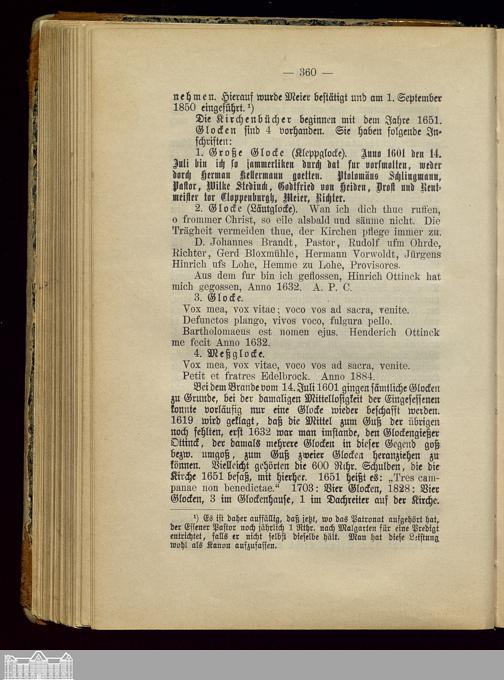 — 360 —
nehmen. Hierauf wurde Meier bestätigt und am 1. September
1850 eingeführt.¹)
Die Kirchenbücher beginnen mit dem Jahre 1651.
Glocken sind 4 vorhanden. Sie haben folgende In-
schriften:
1. Große Glocke (Kleppglocke). Anno 1601 den 14.
Juli bin ich so jammerliken durch dat fur vorsmolten, weder
dorch Herman Kellermann goetten. Ptolomäus Schlingmann,
Pastor, Wilke Stedinck, Godtfried von Heiden, Drost und Rent-
meister tor Cloppenburgh, Meier, Richter.
2. Glocke (Läutglocke). Wan ich dich thue ruffen,
o frommer Christ, so eile alsbald und säume nicht. Die
Trägheit vermeiden thue, der Kirchen pflege immer zu.
D. Johannes Brandt, Pastor, Rudolf ufm Ohrde,
Richter, Gerd Bloxmühle, Hermann Vorwoldt, Jürgens
Hinrich ufs Lohe, Hemme zu Lohe, Provisores.
Aus dem fur bin ich geflossen, Hinrich Ottinck hat
mich gegossen, Anno 1632. A. P. C.
3. Glocke.
Vox mea, vox vitae; voco vos ad sacra, venite.
Defunctos plango, vivos voco, fulgura pello.
Bartholomaeus est nomen ejus. Henderich Ottinck
me fecit Anno 1632.
4. Meßglocke.
Vox mea, vox vitae, voco vos ad sacra, venite.
Petit et fratres Edelbrock. Anno 1884.
Bei dem Brande vom 14. Juli 1601 gingen sämtliche Glocken
zu Grunde, bei der damaligen Mittellosigkeit der Eingesessenen
konnte vorläufig nur eine Glocke wieder beschafft werden.
1619 wird geklagt, daß die Mittel zum Guß der übrigen
noch fehlten, erst 1632 war man imstande, den Glockengießer
Ottinck, der damals mehrere Glocken in dieser Gegend goß
bezw. umgoß, zum Guß zweier Glocken heranziehen zu
können. Vielleicht gehörten die 600 Rthr. Schulden, die die
Kirche 1651 besaß, mit hierher. 1651 heißt es: „Tres cam-
panae non benedictae.“ 1703: Vier Glocken, 1828: Vier
Glocken, 3 im Glockenhause, 1 im Dachreiter auf der Kirche.
¹) Es ist daher auffällig, daß jetzt, wo das Patronat aufgehört hat,
der Essener Pastor noch jährlich 1 Rthr. nach Malgarten für eine Predigt
entrichtet, falls er nicht selbst dieselbe hält. Man hat diese Leistung
wohl als Kanon aufzufassen.